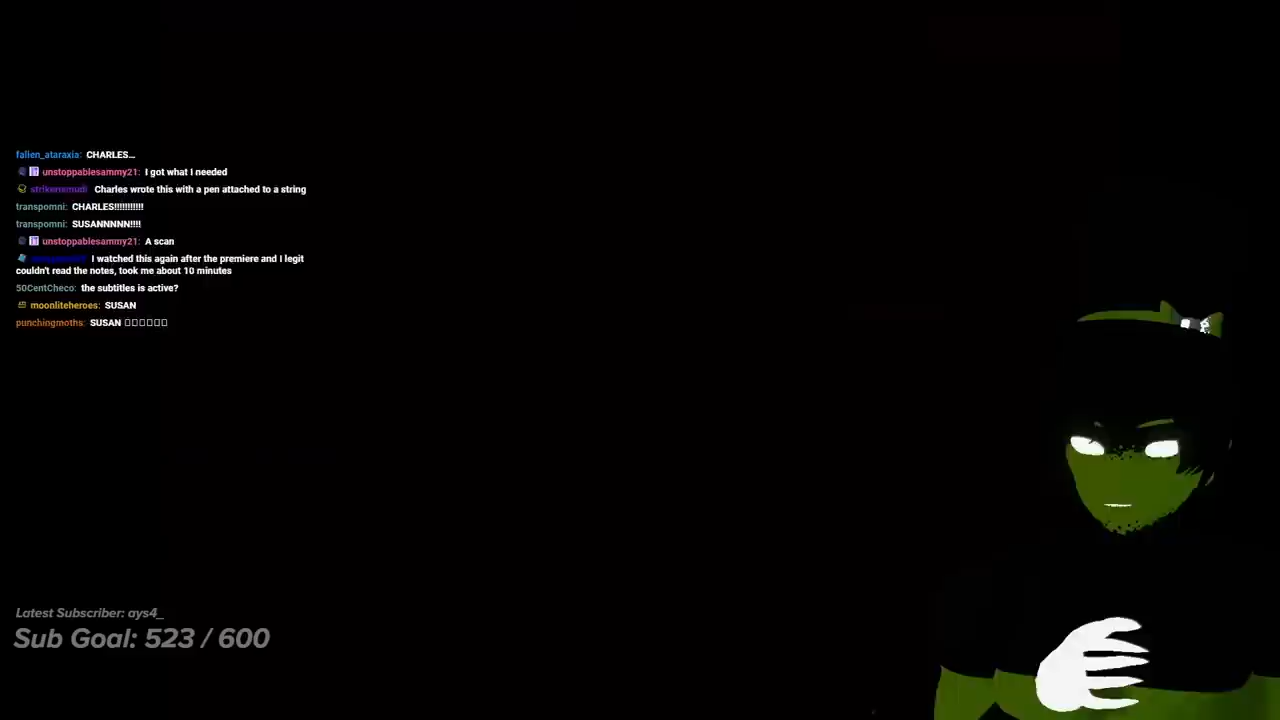 fallen_ataraxia: CHARLES...
unstoppablesammy21: I got what I needed
Charles wrote this with a pen attached to a string
transpomni: CHARLES!!!!!!!!!!!
transpomni: SUSANNNNN!!!!
unstoppablesammy21: A scan
I watched this again after the premiere and I legit
couldn't read the notes, took me about 10 minutes
50CentCheco: the subtitles is active?
moonliteheroes: SUSAN
punchingmoths: SUSAN
Latest Subscriber: ays4_
Sub Goal: 523 / 600